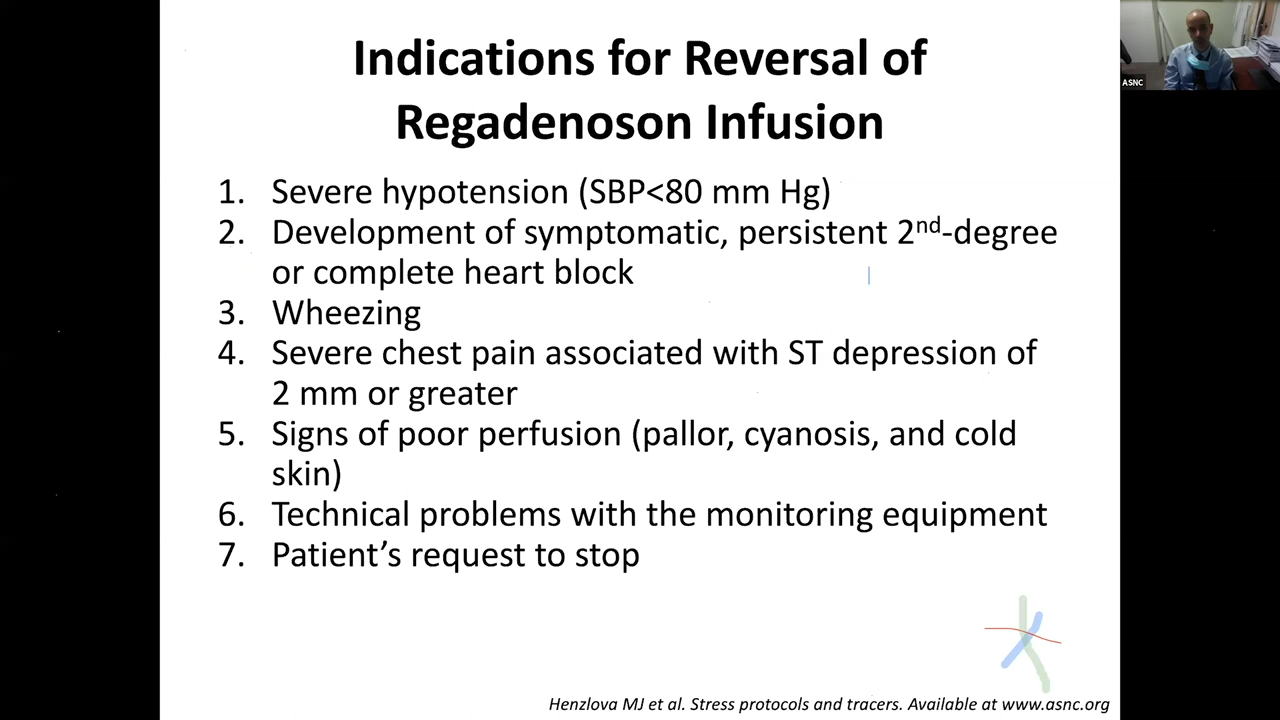 Indications for Reversal of
Regadenoson Infusion
ASNC
1. Severe hypotension (SBP<80 mm Hg)
2. Development of symptomatic, persistent 2nd-degree
or complete heart block
3. Wheezing
4. Severe chest pain associated with ST depression of
2 mm or greater
5. Signs of poor perfusion (pallor, cyanosis, and cold
skin)
6. Technical problems with the monitoring equipment
7. Patient’s request to stop
Henzlova MJ et al. Stress protocols and tracers. Available at www.asnc.org